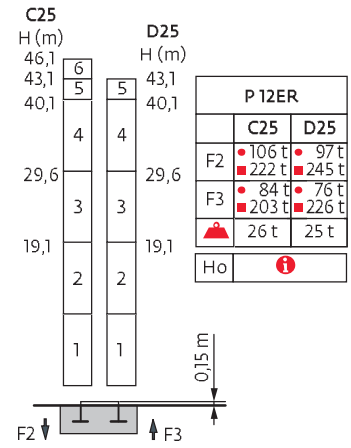 C25
D25
H (m)
H (m)
46,1
6
43,1
5
5
43,1
40,1
40,1
4
4
29,6
29,6
3
3
19,1
19,1
2
2
1
1
0,15 m
F2
F3
P 12ER
C25 D25
F2 106 t 97 t
222 t 245 t
F3 84 t 76 t
203 t 226 t
26 t 25 t
Ho i